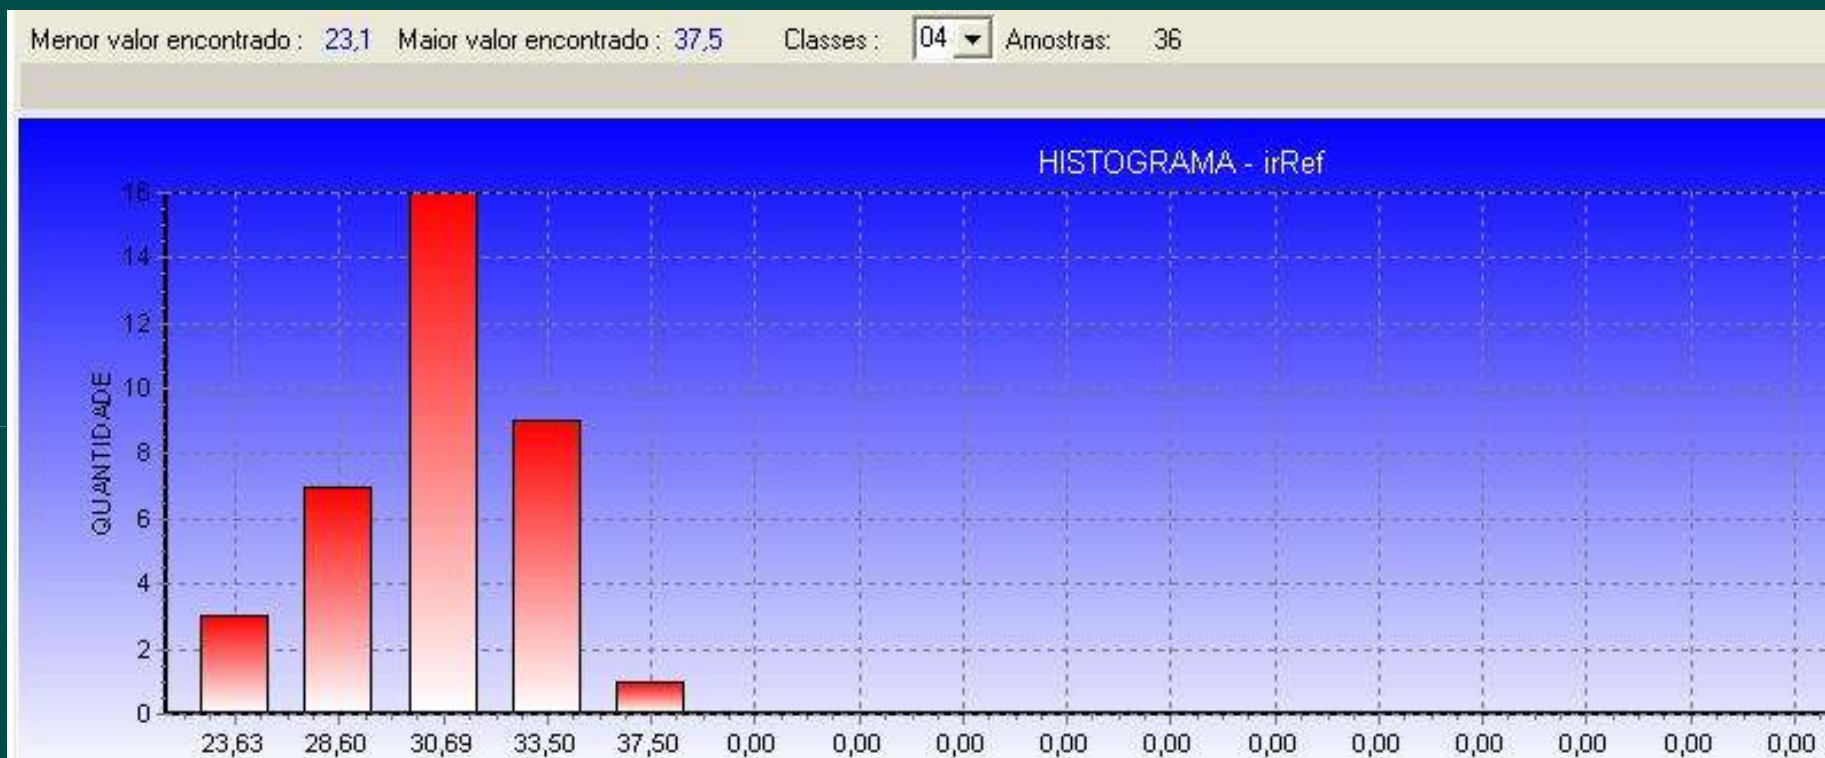 Menor valor encontrado : 23,1 Maior valor encontrado : 37,5 Classes : 04 Amostras: 36
HISTOGRAMA - irRef
16
14
12
10
8
6
4
2
0
QUANTIDADE
23,63 28,60 30,69 33,50 37,50 0,00 0,00 0,00 0,00 0,00 0,00 0,00 0,00 0,00 0,00 0,00